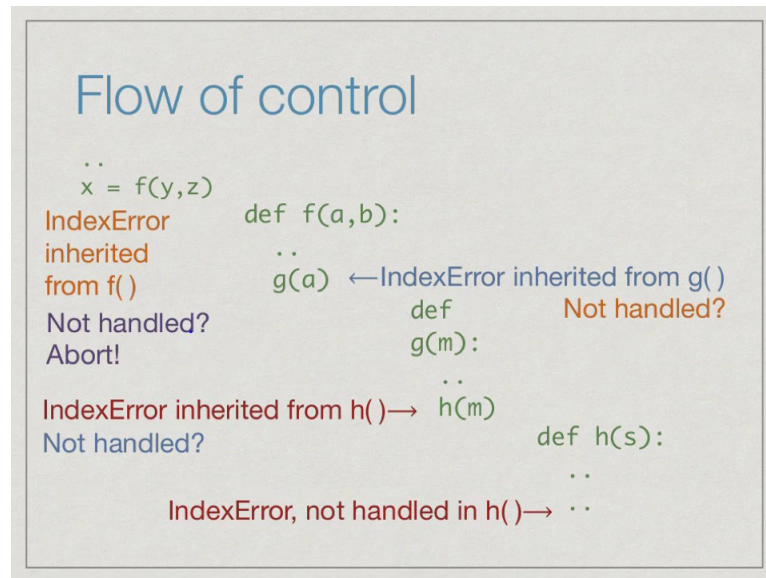 Flow of control
..
x = f(y,z)
IndexError
inherited
from f( )
Not handled?
Abort!
def f(a,b):
..
g(a) ←IndexError inherited from g( )
Not handled?
def
g(m):
..
IndexError inherited from h( )→ h(m)
Not handled?
def h(s):
..
IndexError, not handled in h( )→ ..